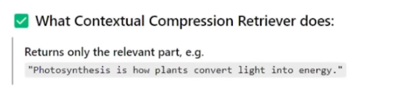 ✅ What Contextual Compression Retriever does:
Returns only the relevant part, e.g.
"Photosynthesis is how plants convert light into energy."